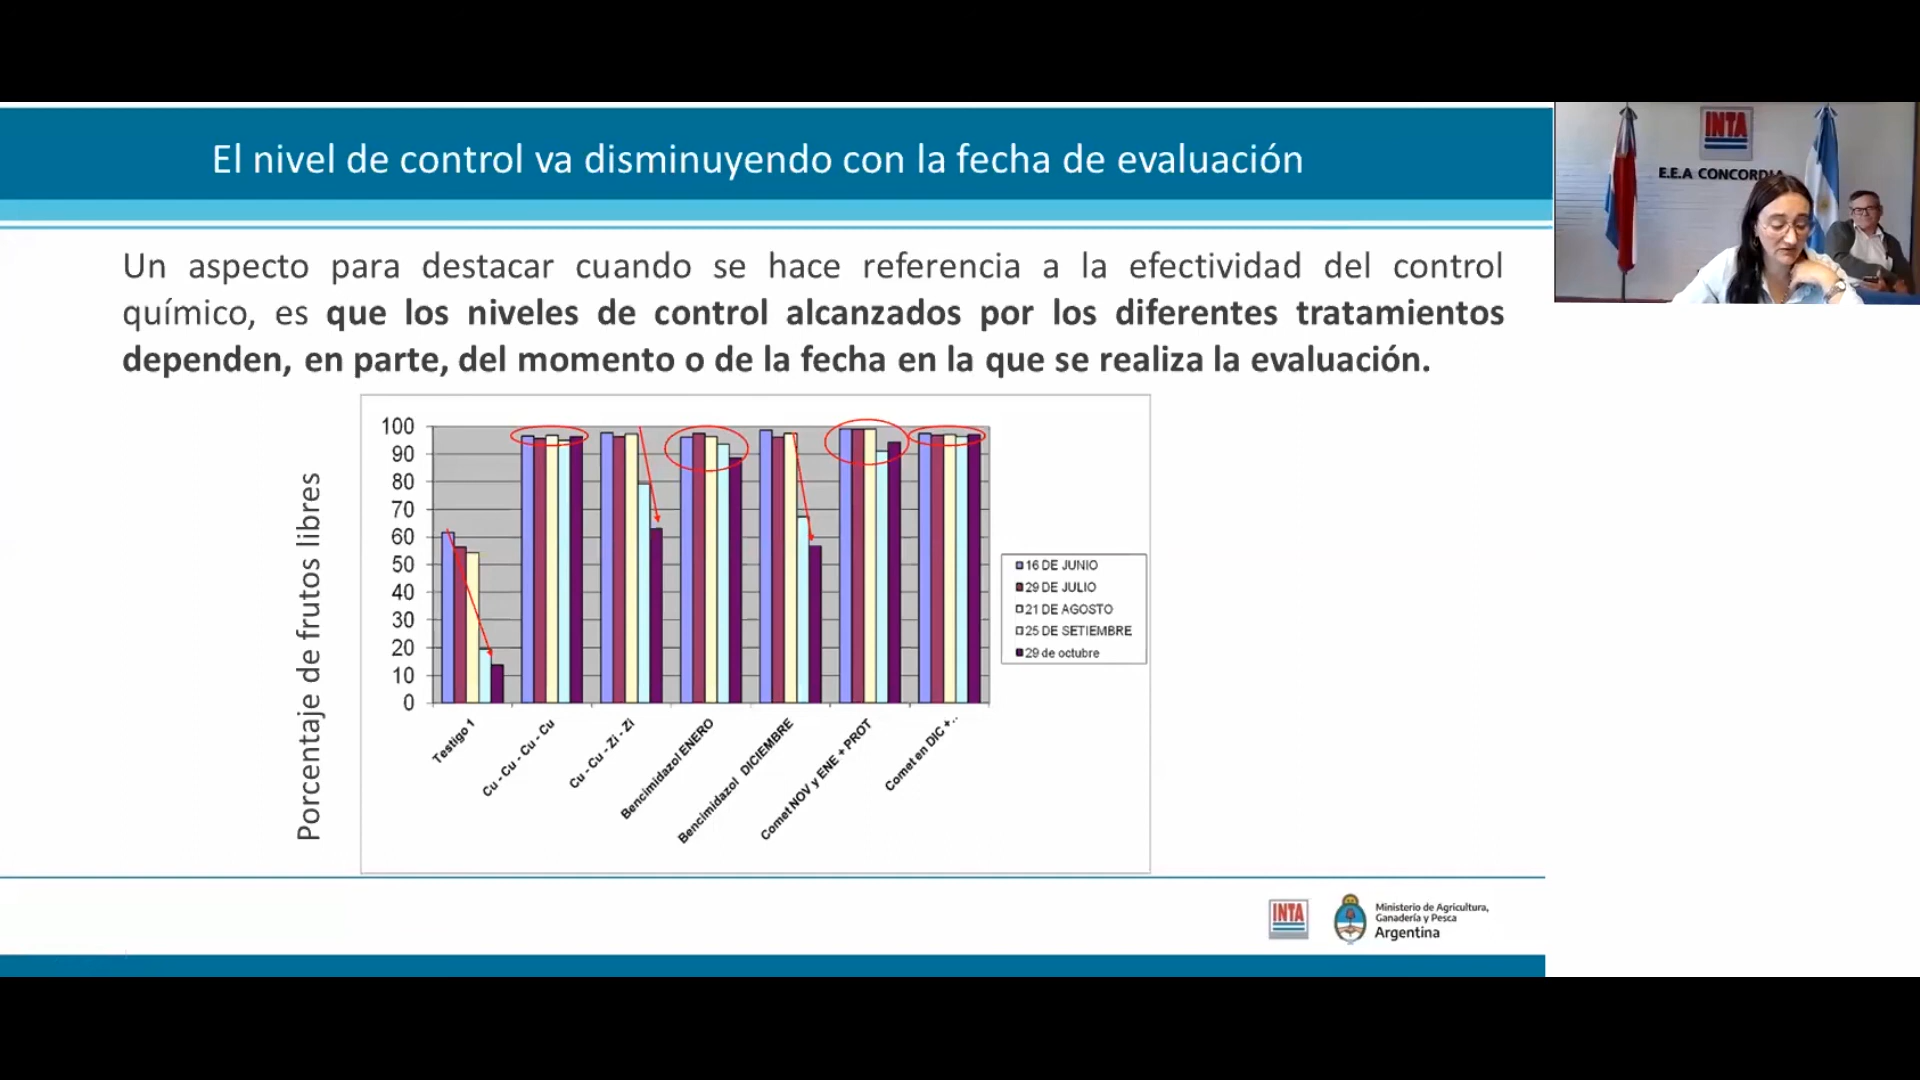 El nivel de control va disminuyendo con la fecha de evaluación
INTA
E.E.A CONCORDIA
Un aspecto para destacar cuando se hace referencia a la efectividad del control
químico, es que los niveles de control alcanzados por los diferentes tratamientos
dependen, en parte, del momento o de la fecha en la que se realiza la evaluación.
Porcentaje de frutos libres
100
90
80
70
60
50
40
30
20
10
0
Testigo 1
Cu - Cu - Cu - Cu
Cu - Cu - Zi - Zi
Bencimidazol ENERO
Bencimidazol DICIEMBRE
Comet NOV y ENE + PROT
Comet en DIC +..
16 DE JUNIO
29 DE JULIO
21 DE AGOSTO
25 DE SETIEMBRE
29 de octubre
INTA
Ministerio de Agricultura,
Ganadería y Pesca
Argentina